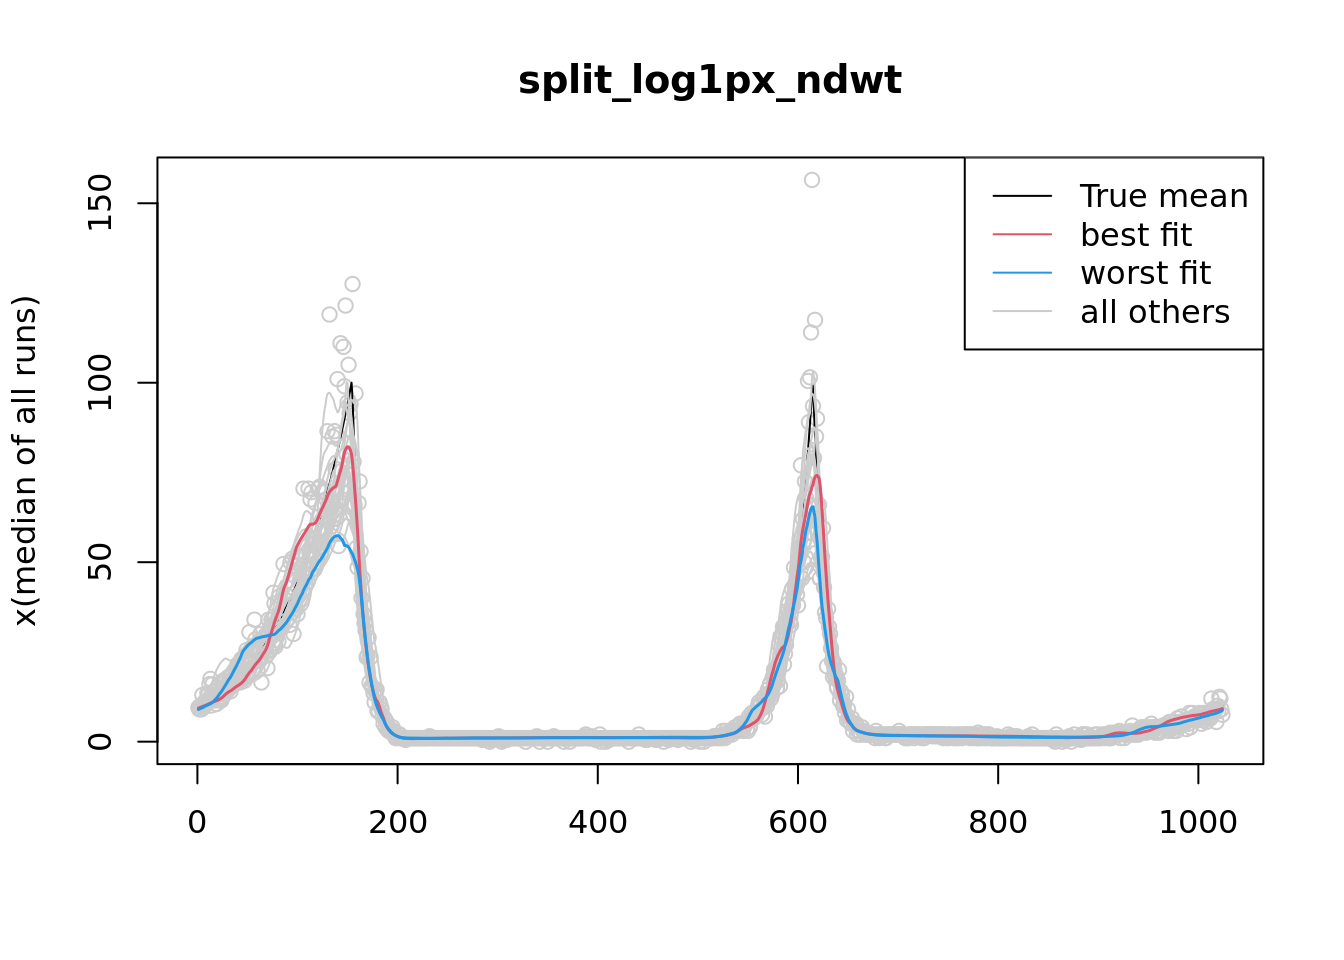 split_log1px_ndwt
x(median of all runs)
150
100
50
0
True mean
best fit
worst fit
all others
0 200 400 600 800 1000